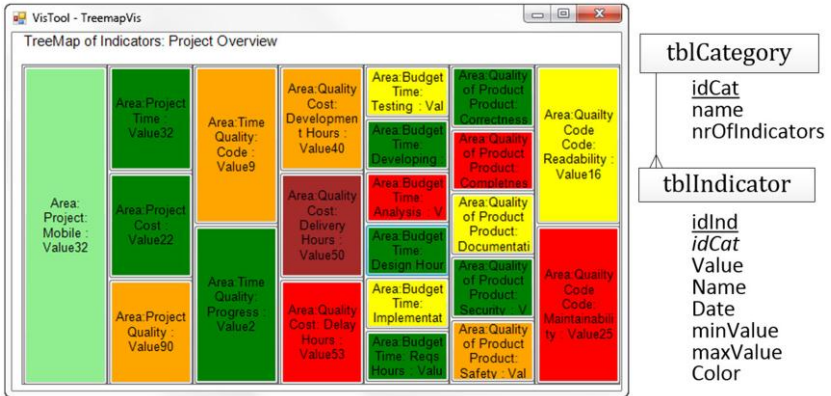 VisTool - TreemapVis
TreeMap of Indicators: Project Overview
Area:
Project:
Mobile :
Value32
Area:Project
Time :
Value32
Area:Project
Cost :
Value22
Area:Project
Quality :
Value90
Area:Time
Quality:
Code :
Value9
Area:Time
Quality:
Progress :
Value2
Area:Quality
Cost:
Developmen
t Hours :
Value40
Area:Quality
Cost:
Delivery
Hours :
Value50
Area:Quality
Cost: Delay
Hours :
Value53
Area:Budget
Time:
Testing : Val
Area:Budget
Time:
Developing :
Area:Budget
Time:
Analysis : V
Area:Budget
Time:
Design Hour
Area:Budget
Time:
Implementat
Area:Budget
Time: Reqs
Hours : Valu
Area:Quality
of Product
Product:
Correctness
Area:Quality
of Product
Product:
Completnes
Area:Quality
of Product
Product:
Documentati
Area:Quality
of Product
Product:
Security : V
Area:Quality
of Product
Product:
Safety : Val
Area:Quailty
Code
Code:
Readability :
Value16
Area:Quailty
Code
Code:
Maintainabili
ty : Value25
tblCategory
idCat
name
nrOfIndicators
tblIndicator
idInd
idCat
Value
Name
Date
minValue
maxValue
Color